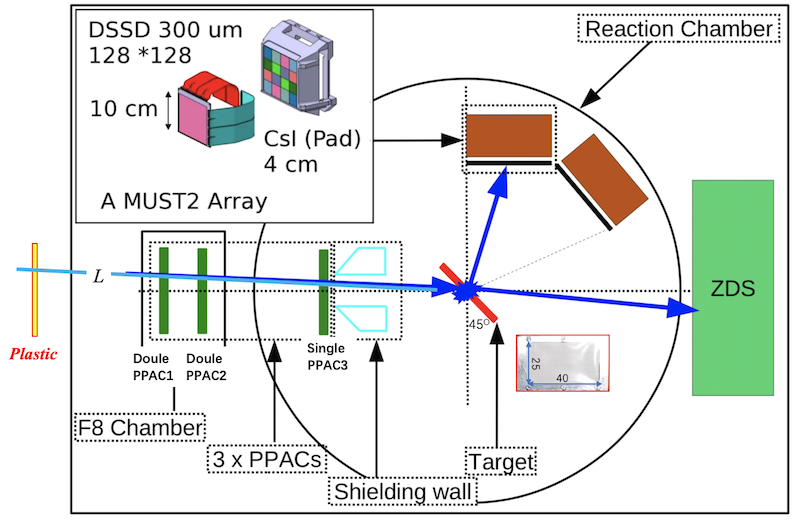 DSSD 300 um
128 *128
10 cm
CsI (Pad)
4 cm
A MUST2 Array
Reaction Chamber
L
Plastic
ZDS
45O
25
40
Doule
PPAC1
Doule
PPAC2
Single
PPAC3
F8 Chamber
3 x PPACs
Target
Shielding wall